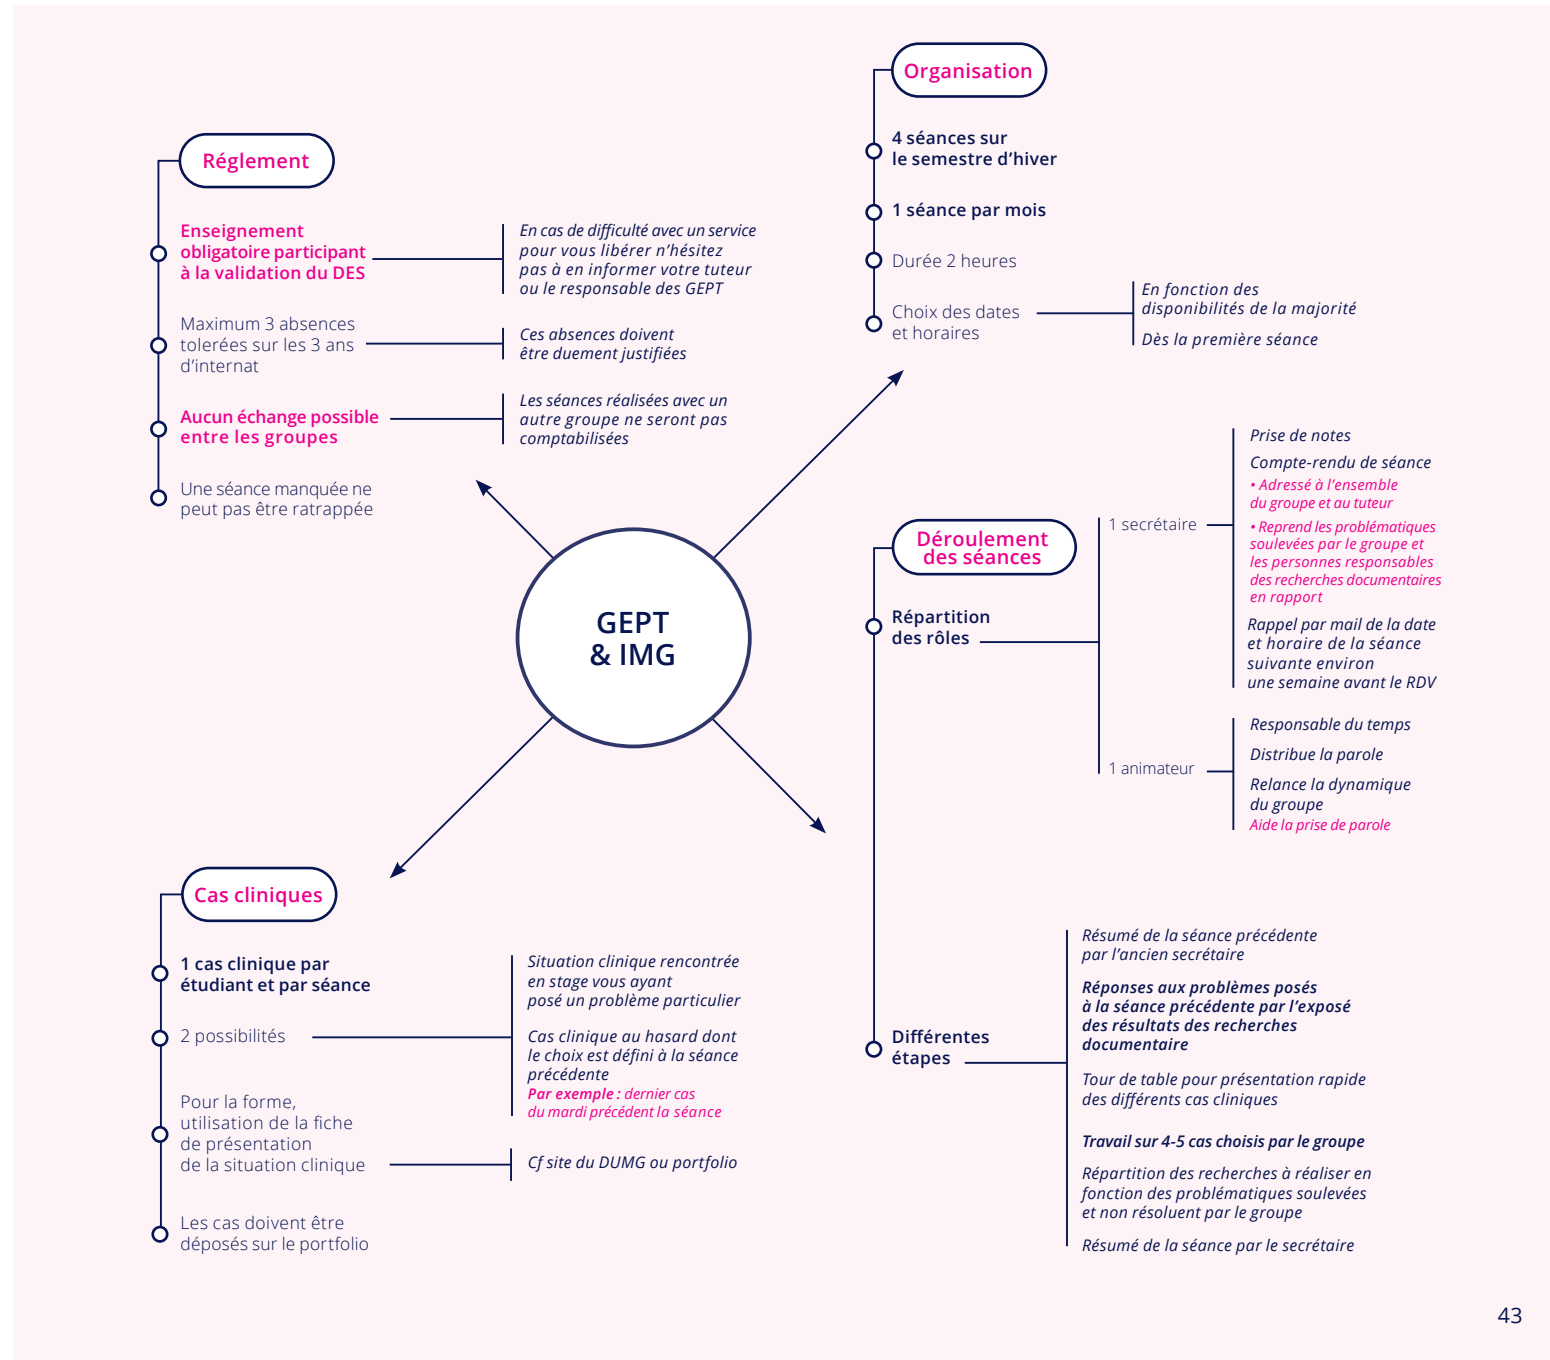 Réglement
Enseignement
obligatoire participant
à la validation du DES
En cas de difficulté avec un service
pour vous libérer n’hésitez
pas à en informer votre tuteur
ou le responsable des GEPT
Maximum 3 absences
tolerées sur les 3 ans
d’internat
Ces absences doivent
être duement justifiées
Aucun échange possible
entre les groupes
Les séances réalisées avec un
autre groupe ne seront pas
comptabilisées
Une séance manquée ne
peut pas être ratrappée
Organisation
4 séances sur
le semestre d’hiver
1 séance par mois
Durée 2 heures
Choix des dates
et horaires
En fonction des
disponibilités de la majorité
Dès la première séance
GEPT
& IMG
Déroulement
des séances
Répartition
des rôles
1 secrétaire
Prise de notes
Compte-rendu de séance
• Adressé à l’ensemble
du groupe et au tuteur
• Reprend les problématiques
soulevées par le groupe et
les personnes responsables
des recherches documentaires
en rapport
Rappel par mail de la date
et horaire de la séance
suivante environ
une semaine avant le RDV
1 animateur
Responsable du temps
Distribue la parole
Relance la dynamique
du groupe
Aide la prise de parole
Différentes
étapes
Résumé de la séance précédente
par l’ancien secrétaire
Réponses aux problèmes posés
à la séance précédente par l’exposé
des résultats des recherches
documentaire
Tour de table pour présentation rapide
des différents cas cliniques
Travail sur 4-5 cas choisis par le groupe
Répartition des recherches à réaliser en
fonction des problématiques soulevées
et non résoluent par le groupe
Résumé de la séance par le secrétaire
Cas cliniques
1 cas clinique par
étudiant et par séance
2 possibilités
Situation clinique rencontrée
en stage vous ayant
posé un problème particulier
Cas clinique au hasard dont
le choix est défini à la séance
précédente
Par exemple : dernier cas
du mardi précédent la séance
Pour la forme,
utilisation de la fiche
de présentation
de la situation clinique
Cf site du DUMG ou portfolio
Les cas doivent être
déposés sur le portfolio
43